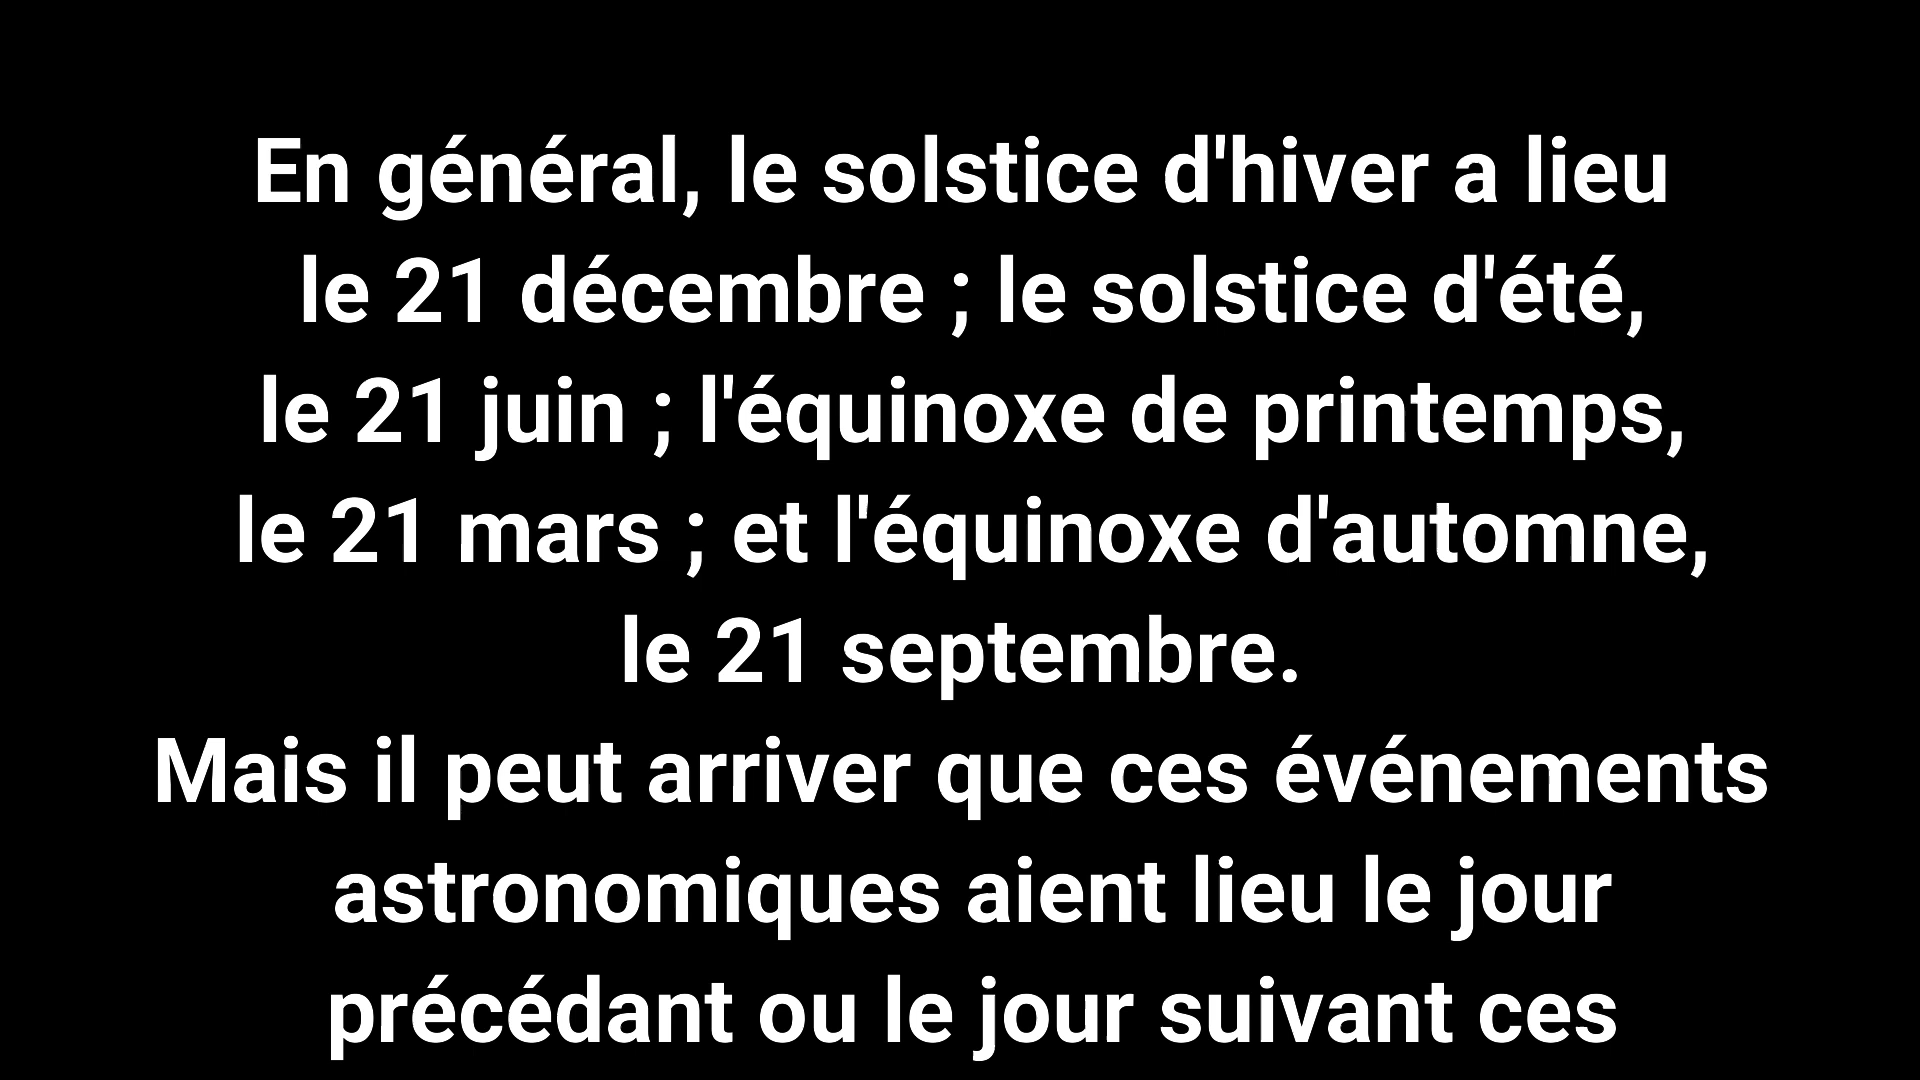 En général, le solstice d'hiver a lieu
le 21 décembre ; le solstice d'été,
le 21 juin ; l'équinoxe de printemps,
le 21 mars ; et l'équinoxe d'automne,
le 21 septembre.
Mais il peut arriver que ces événements
astronomiques aient lieu le jour
précédant ou le jour suivant ces